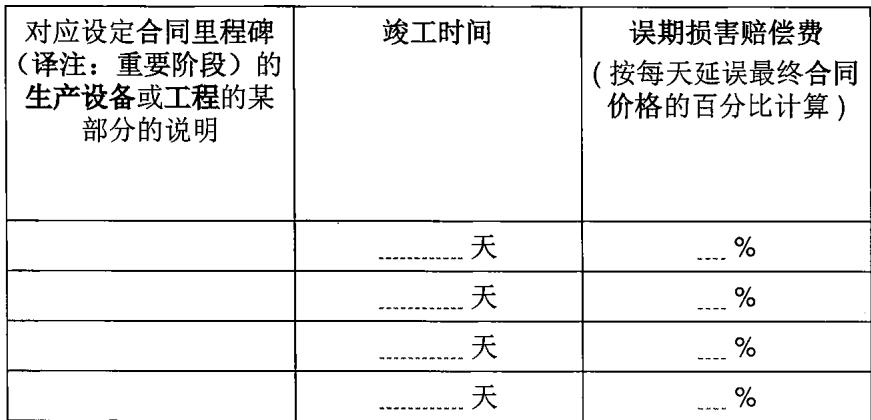 对应设定合同里程碑
（译注：重要阶段）的
生产设备或工程的某
部分的说明
竣工时间
误期损害赔偿费
（按每天延误最终合同
价格的百分比计算）
............ 天
.... %
............ 天
.... %
............ 天
.... %
............ 天
.... %